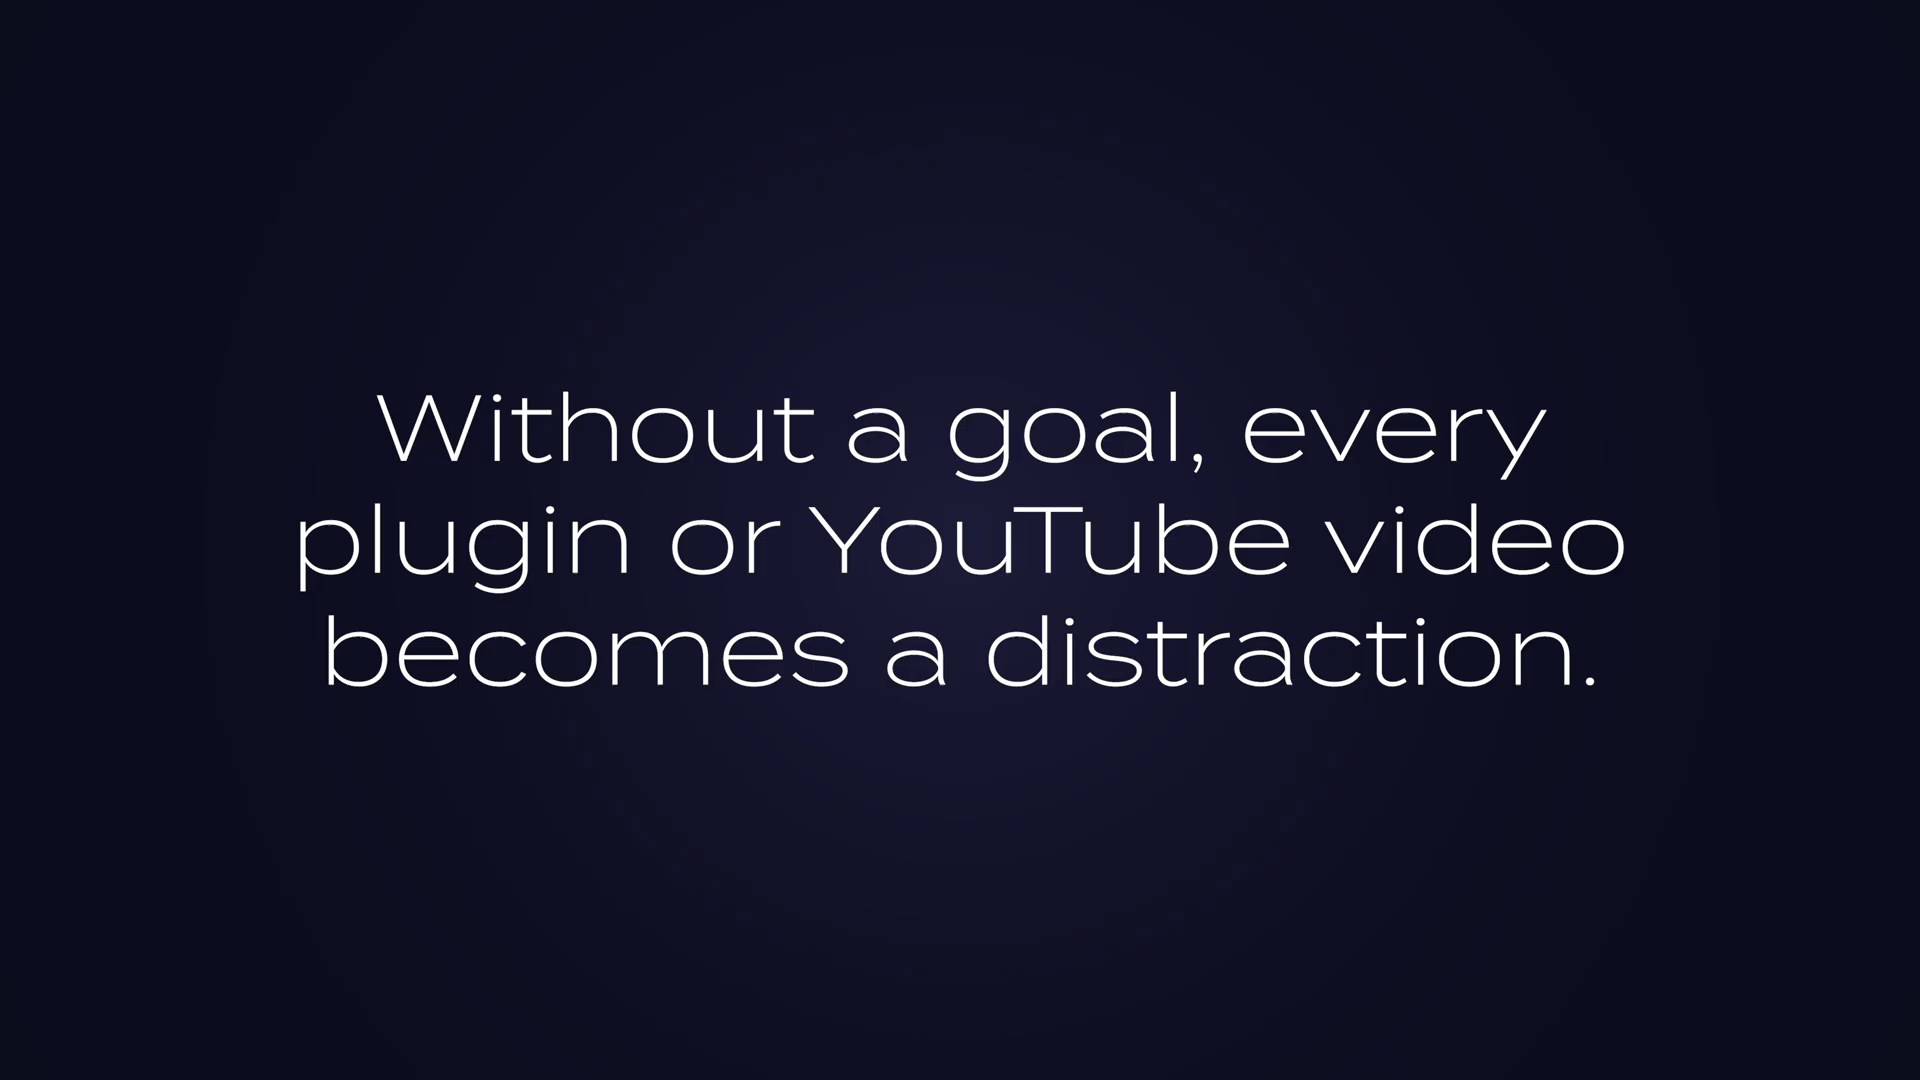 Without a goal, every
plugin or YouTube video
becomes a distraction.